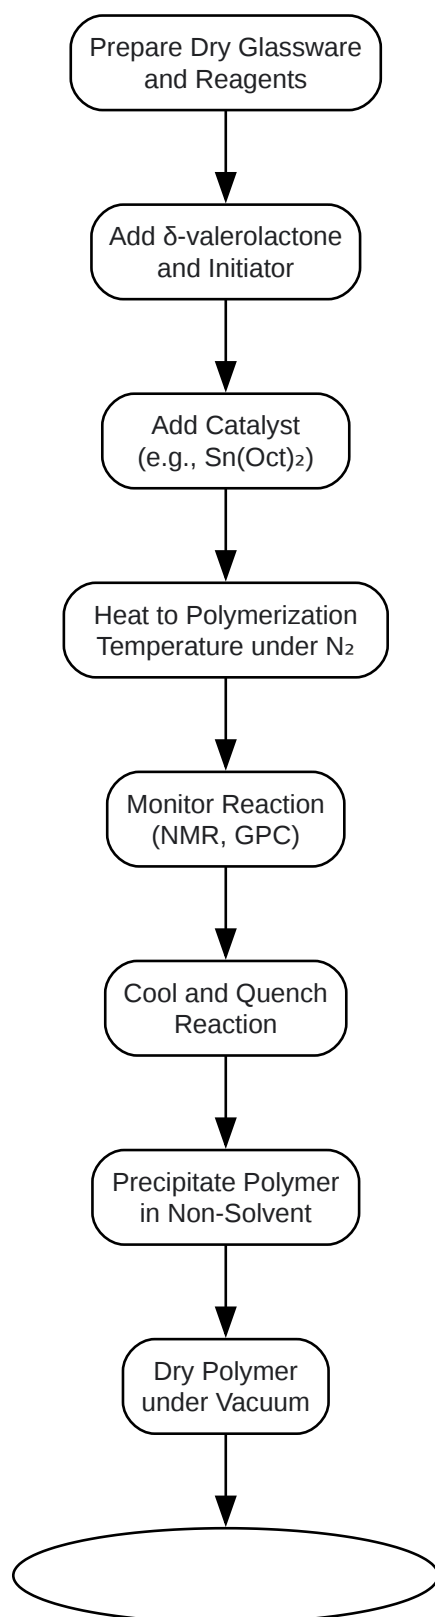 Prepare Dry Glassware
and Reagents
Add δ-valerolactone
and Initiator
Add Catalyst
(e.g., Sn(Oct)₂)
Heat to Polymerization
Temperature under N₂
Monitor Reaction
(NMR, GPC)
Cool and Quench
Reaction
Precipitate Polymer
in Non-Solvent
Dry Polymer
under Vacuum